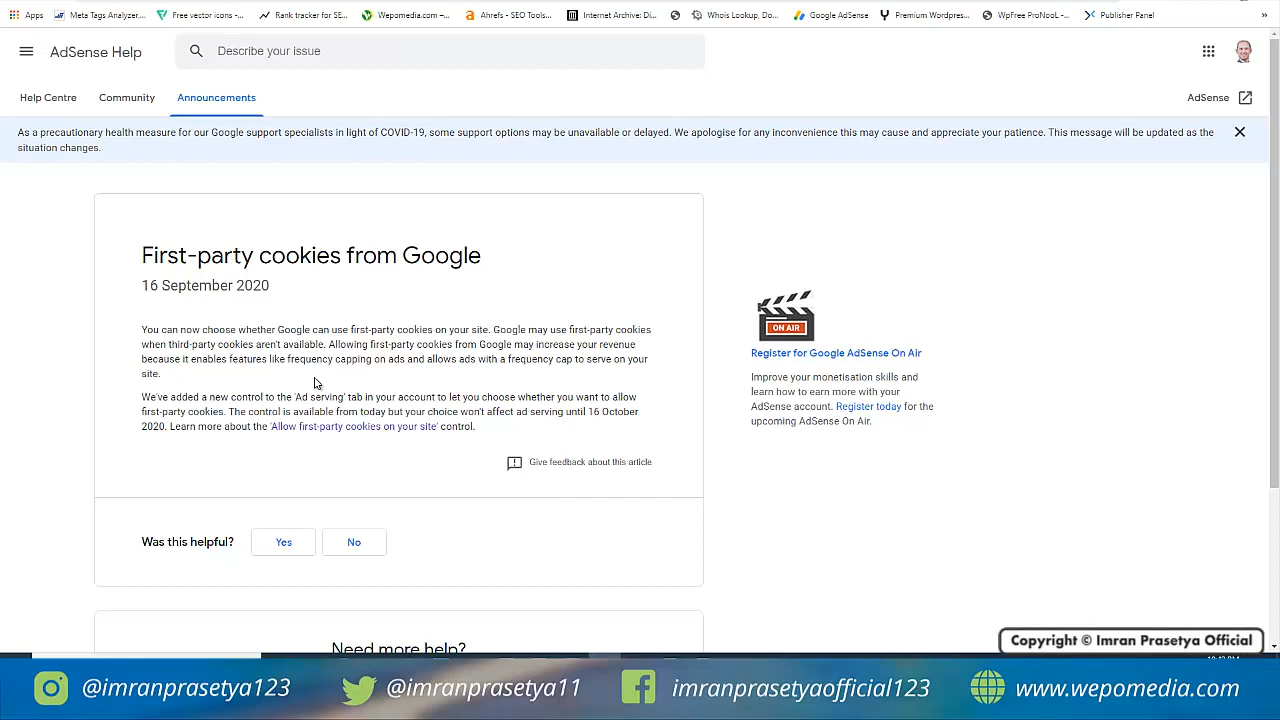 Apps
Meta Tags Analyzer,...
Free vector icons -...
Rank tracker for SE...
Wepomedia.com –...
Ahrefs - SEO Tools...
Internet Archive: Di...
Whois Lookup, Do...
Google AdSense
Premium Wordpres...
WpFree ProNooL -...
Publisher Panel
»
AdSense Help
Describe your issue
Help Centre
Community
Announcements
AdSense
As a precautionary health measure for our Google support specialists in light of COVID-19, some support options may be unavailable or delayed. We apologise for any inconvenience this may cause and appreciate your patience. This message will be updated as the
situation changes.
First-party cookies from Google
16 September 2020
You can now choose whether Google can use first-party cookies on your site. Google may use first-party cookies
when third-party cookies aren't available. Allowing first-party cookies from Google may increase your revenue
because it enables features like frequency capping on ads and allows ads with a frequency cap to serve on your
site.
We've added a new control to the 'Ad serving' tab in your account to let you choose whether you want to allow
first-party cookies. The control is available from today but your choice won't affect ad serving until 16 October
2020. Learn more about the 'Allow first-party cookies on your site' control.
Give feedback about this article
Was this helpful?
Yes
No
Need more help?
ON AIR
Register for Google AdSense On Air
Improve your monetisation skills and
learn how to earn more with your
AdSense account. Register today for the
upcoming AdSense On Air.
Copyright © Imran Prasetya Official
@imranprasetya123
@imranprasetya11
imranprasetyaofficial123
www.wepomedia.com